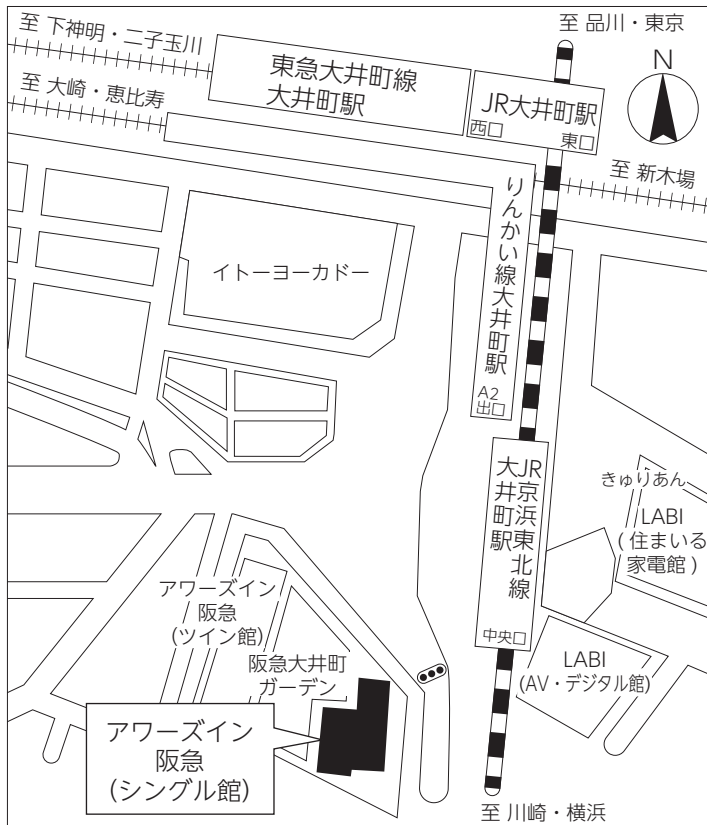 至 下神明・二子玉川
至 品川・東京
東急大井町線
大井町駅
JR大井町駅
西口
東口
N
至 大崎・恵比寿
至 新木場
りんかい線大井町駅
A2
出口
イトーヨーカドー
JR京浜東北線
大井町駅
中央口
きゅりあん
LABI
(住まいる
家電館)
LABI
(AV・デジタル館)
アワーズイン
阪急
(ツイン館)
阪急大井町
ガーデン
アワーズイン
阪急
(シングル館)
至 川崎・横浜